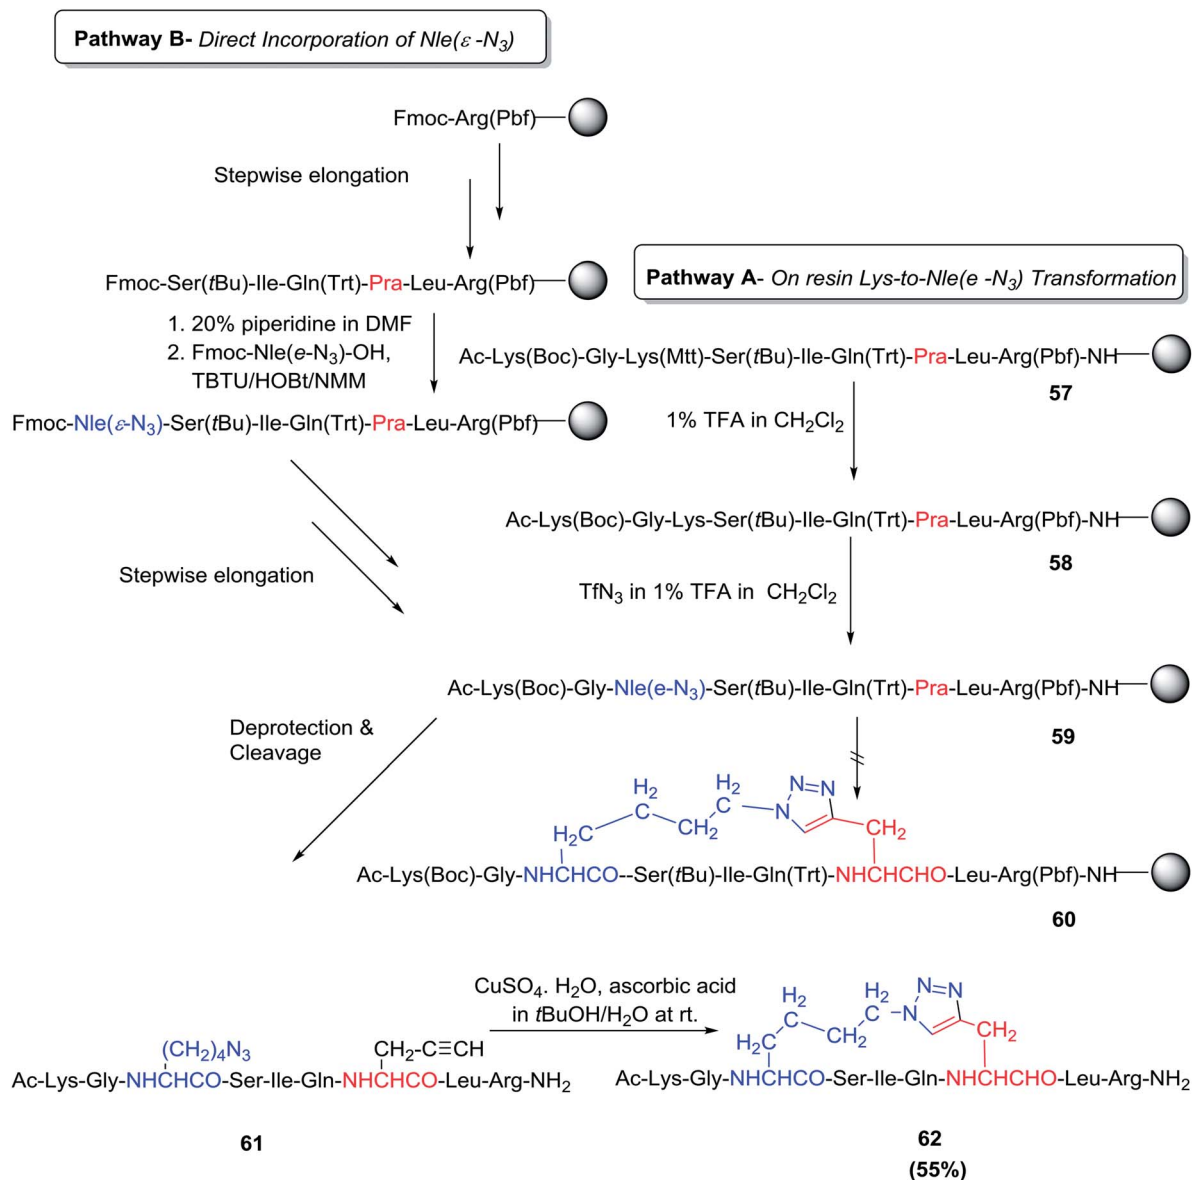 Pathway B- Direct Incorporation of Nle(ε -N3)
Fmoc-Arg(Pbf)
Stepwise elongation
Fmoc-Ser(tBu)-Ile-Gln(Trt)-Pra-Leu-Arg(Pbf)
1. 20% piperidine in DMF
2. Fmoc-Nle(e-N3)-OH,
TBTU/HOBt/NMM
Fmoc-Nle(ε-N3)-Ser(tBu)-Ile-Gln(Trt)-Pra-Leu-Arg(Pbf)
Stepwise elongation
Pathway A- On resin Lys-to-Nle(e -N3) Transformation
Ac-Lys(Boc)-Gly-Lys(Mtt)-Ser(tBu)-Ile-Gln(Trt)-Pra-Leu-Arg(Pbf)-NH
57
1% TFA in CH2Cl2
Ac-Lys(Boc)-Gly-Lys-Ser(tBu)-Ile-Gln(Trt)-Pra-Leu-Arg(Pbf)-NH
58
TfN3 in 1% TFA in CH2Cl2
Ac-Lys(Boc)-Gly-Nle(e-N3)-Ser(tBu)-Ile-Gln(Trt)-Pra-Leu-Arg(Pbf)-NH
59
Deprotection &
Cleavage
H2 H2 N=N
C C N
H2C CH2 CH2
Ac-Lys(Boc)-Gly-NHCHCO--Ser(tBu)-Ile-Gln(Trt)-NHCHCHO-Leu-Arg(Pbf)-NH
60
(CH2)4N3 CH2-C≡CH
Ac-Lys-Gly-NHCHCO-Ser-Ile-Gln-NHCHCO-Leu-Arg-NH2
61
CuSO4. H2O, ascorbic acid
in tBuOH/H2O at rt.
H2 H2 N=N
C C N
H2C CH2 CH2
Ac-Lys-Gly-NHCHCO-Ser-Ile-Gln-NHCHCHO-Leu-Arg-NH2
62
(55%)